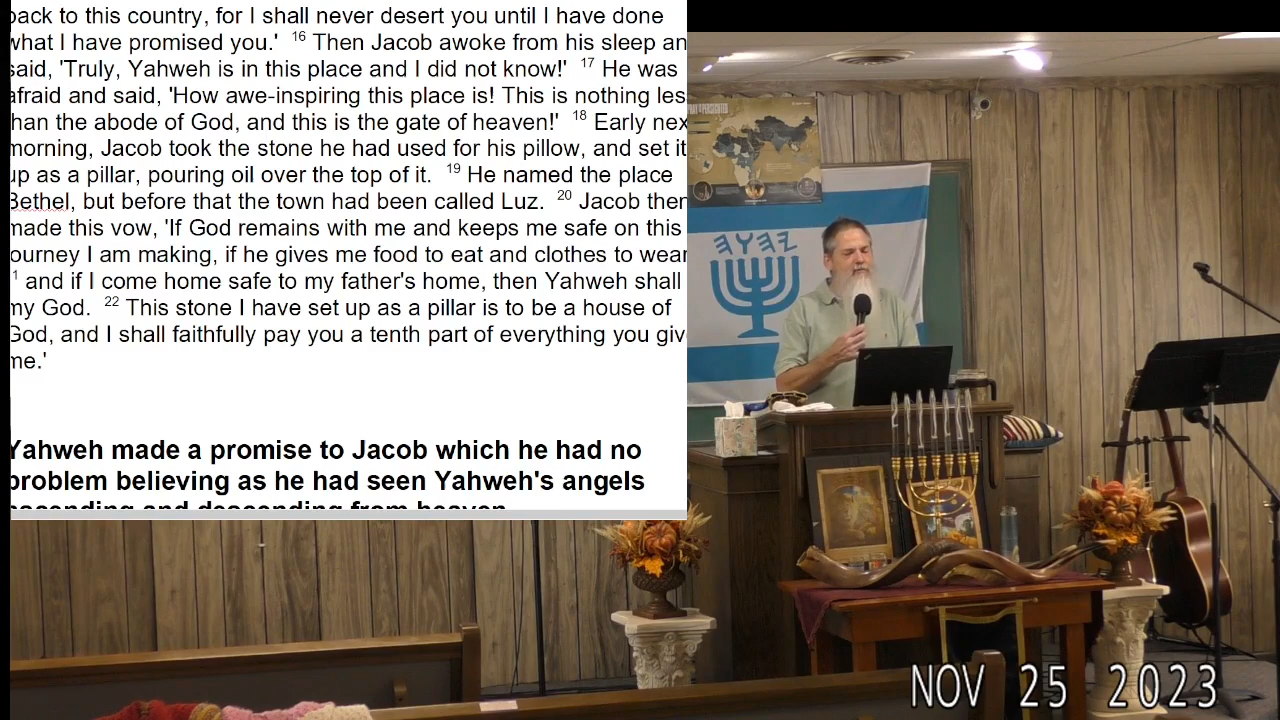 back to this country, for I shall never desert you until I have done
what I have promised you.' 16 Then Jacob awoke from his sleep an
said, 'Truly, Yahweh is in this place and I did not know!' 17 He was
afraid and said, 'How awe-inspiring this place is! This is nothing les
han the abode of God, and this is the gate of heaven!' 18 Early nex
morning, Jacob took the stone he had used for his pillow, and set it
up as a pillar, pouring oil over the top of it. 19 He named the place
Bethel, but before that the town had been called Luz. 20 Jacob then
made this vow, 'If God remains with me and keeps me safe on this
ourney I am making, if he gives me food to eat and clothes to wear
1 and if I come home safe to my father's home, then Yahweh shall
my God. 22 This stone I have set up as a pillar is to be a house of
God, and I shall faithfully pay you a tenth part of everything you giv
me.'
Yahweh made a promise to Jacob which he had no
problem believing as he had seen Yahweh's angels
ascending and descending from heaven
𐤉𐤄𐤅𐤄
NOV 25 2023